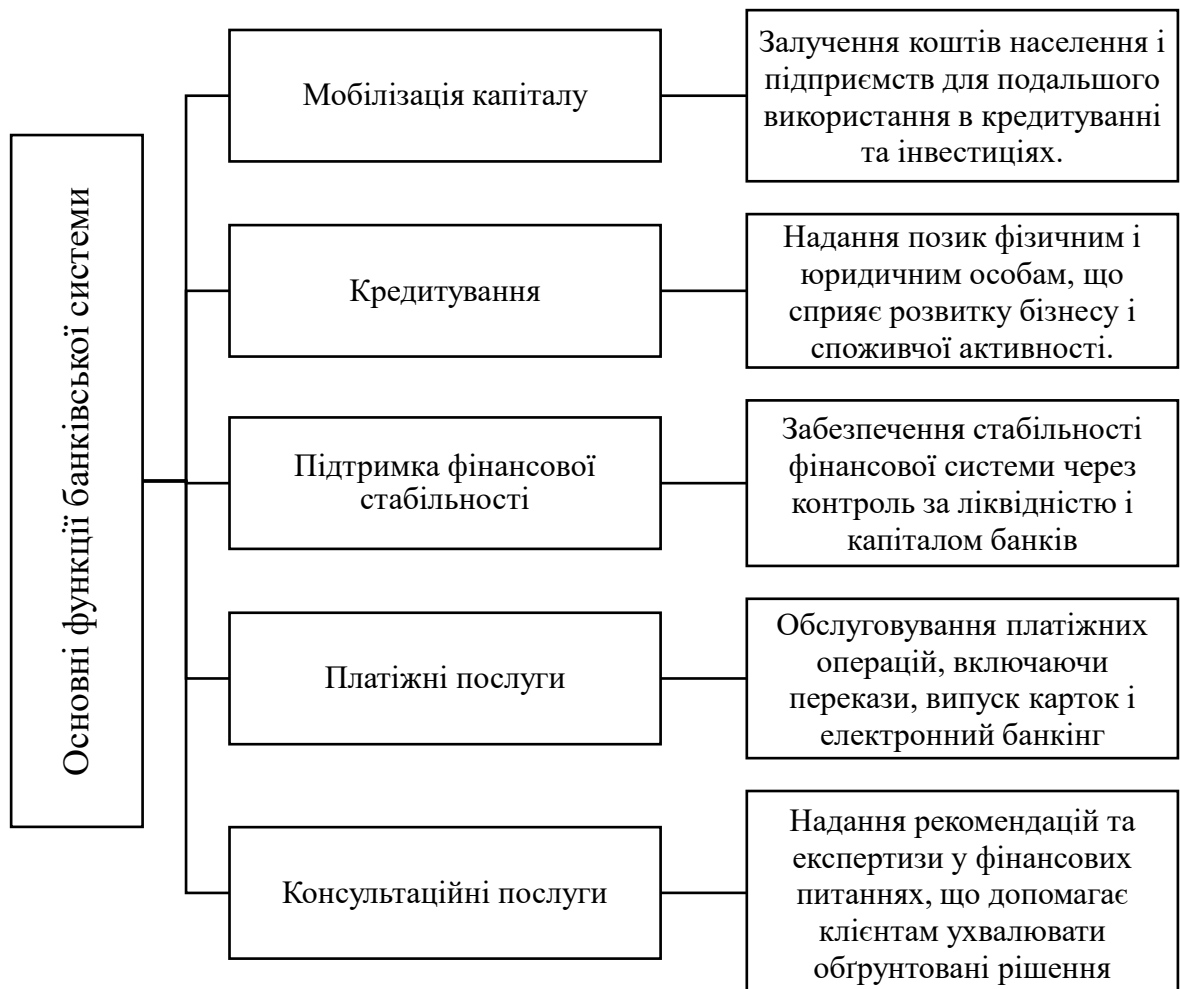 Основні функції банківської системи
Мобілізація капіталу
Залучення коштів населення і
підприємств для подальшого
використання в кредитуванні
та інвестиціях.
Кредитування
Надання позик фізичним і
юридичним особам, що
сприяє розвитку бізнесу і
споживчої активності.
Підтримка фінансової
стабільності
Забезпечення стабільності
фінансової системи через
контроль за ліквідністю і
капіталом банків
Платіжні послуги
Обслуговування платіжних
операцій, включаючи
перекази, випуск карток і
електронний банкінг
Консультаційні послуги
Надання рекомендацій та
експертизи у фінансових
питаннях, що допомагає
клієнтам ухвалювати
обґрунтовані рішення